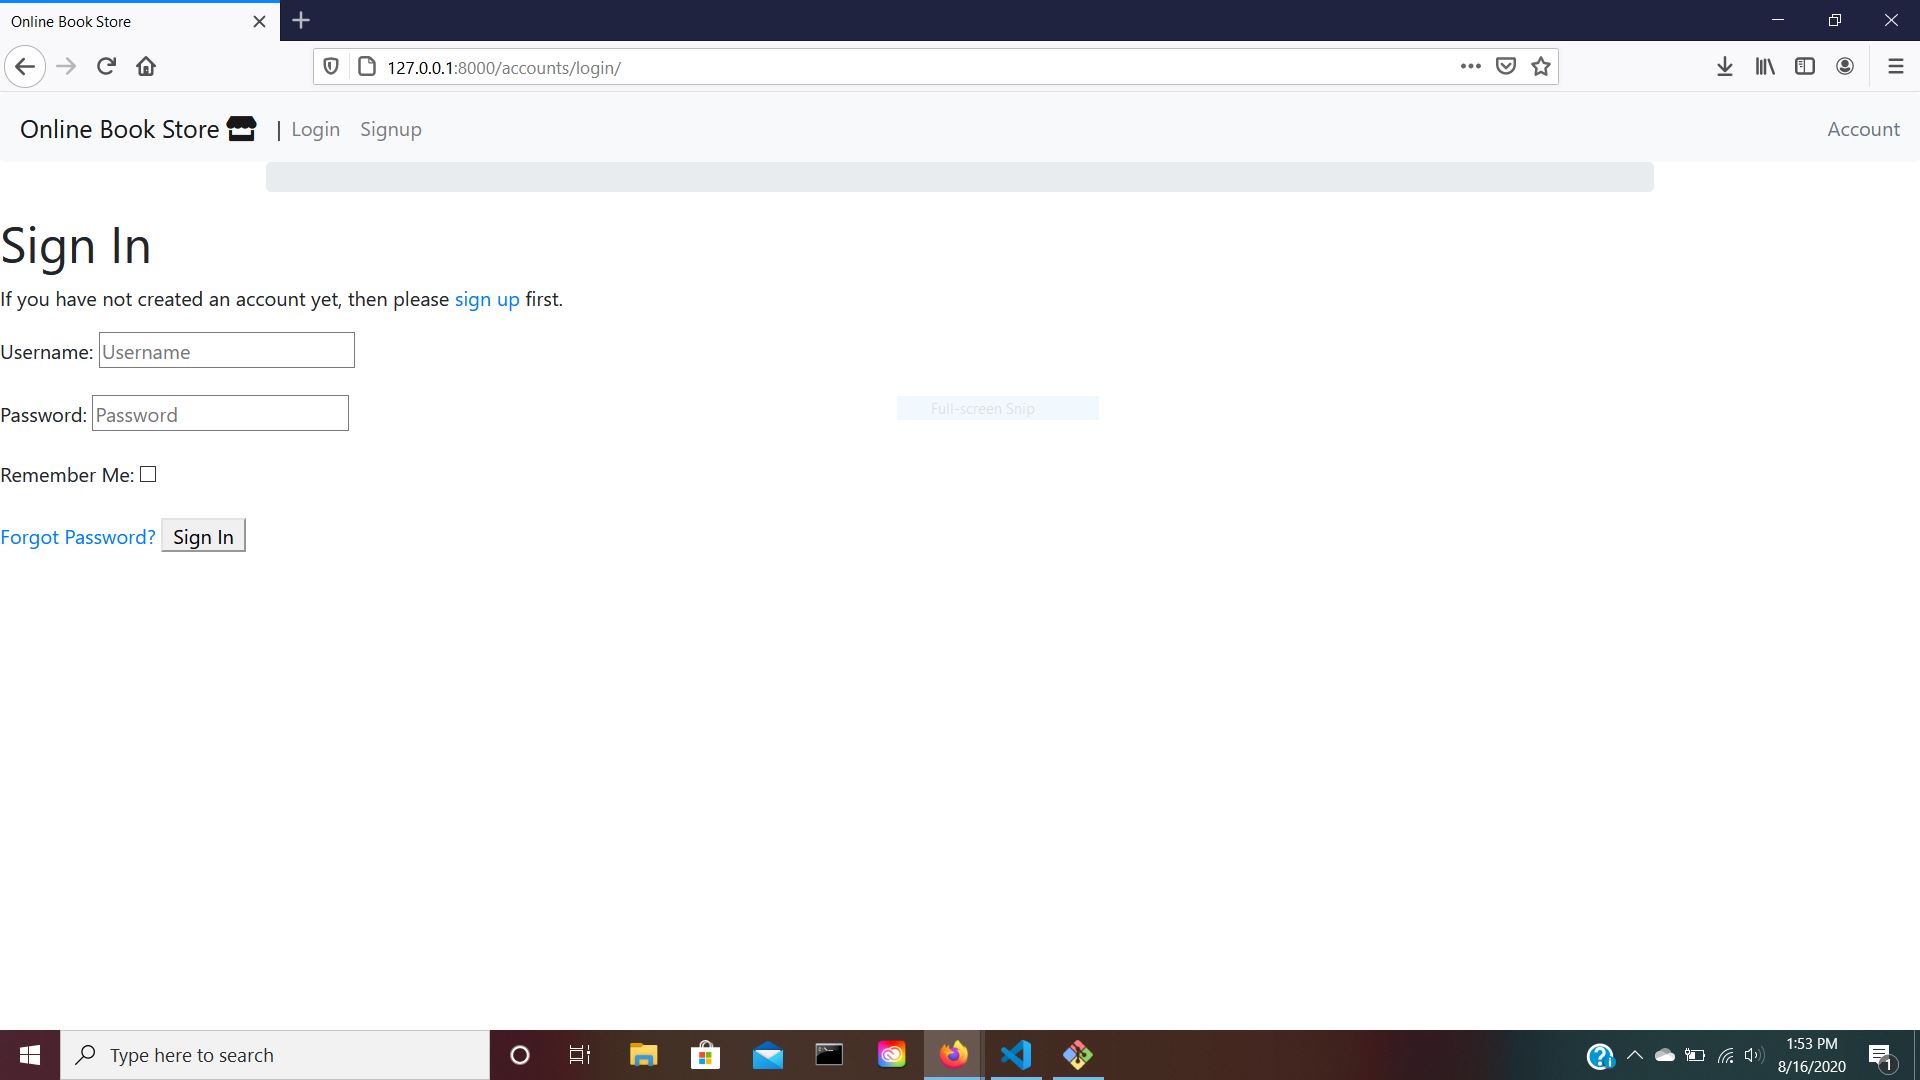 Online Book Store
127.0.0.1:8000/accounts/login/
Online Book Store | Login Signup Account
Sign In
If you have not created an account yet, then please sign up first.
Username: Username
Password: Password
Full-screen Snip
Remember Me:
Forgot Password? Sign In
Type here to search
1:53 PM
8/16/2020
1